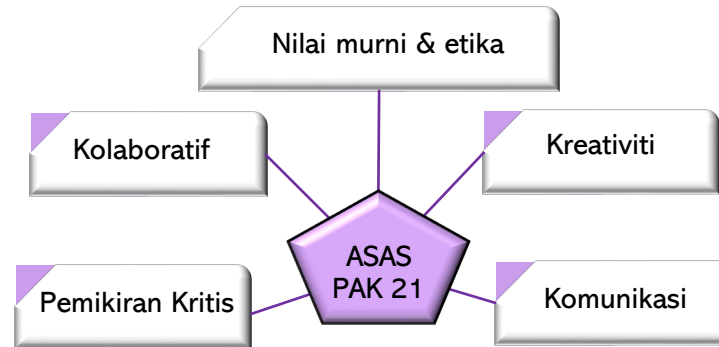 Nilai murni & etika
Kolaboratif
Kreativiti
ASAS
PAK 21
Pemikiran Kritis
Komunikasi